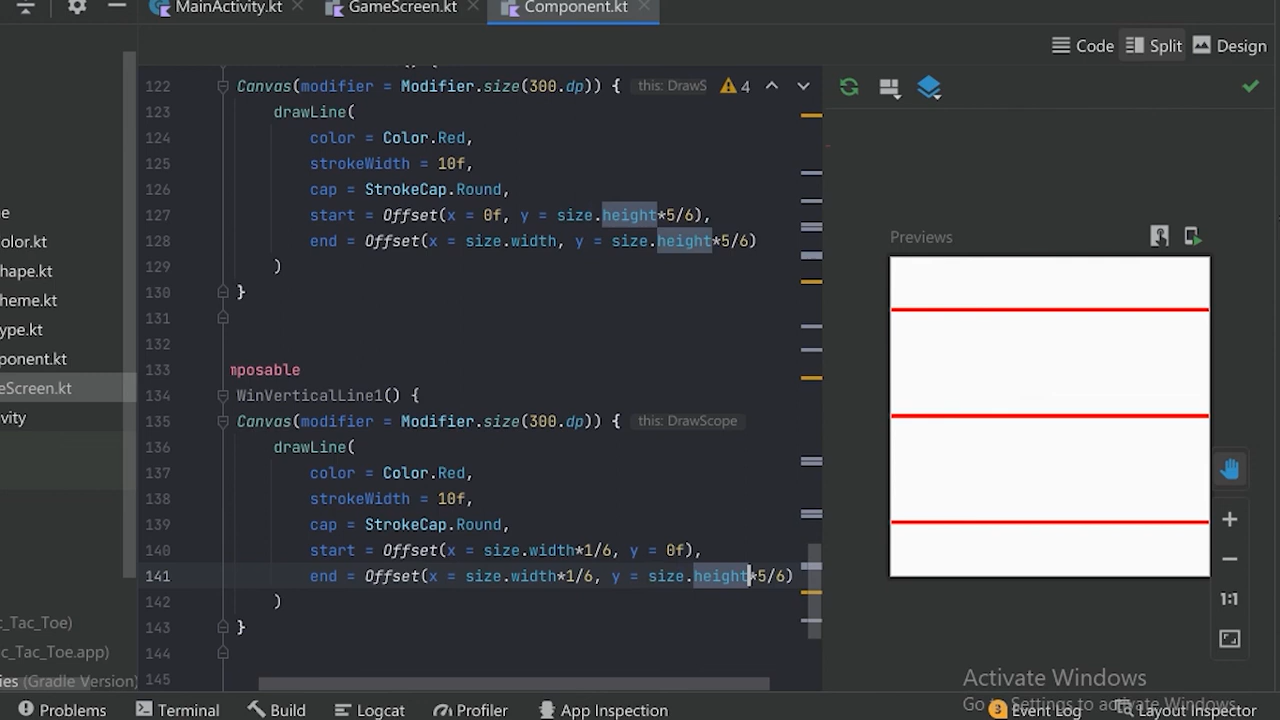 MainActivity.kt
GameScreen.kt
Component.kt
Code
Split
Design
122 Canvas(modifier = Modifier.size(300.dp)) { this: DrawS
4
123 drawLine(
124 color = Color.Red,
125 strokeWidth = 10f,
126 cap = StrokeCap.Round,
127 start = Offset(x = 0f, y = size.height*5/6),
128 end = Offset(x = size.width, y = size.height*5/6)
129 )
130 }
131
132
133 mposable
134 WinVerticalLine1() {
135 Canvas(modifier = Modifier.size(300.dp)) { this: DrawScope
136 drawLine(
137 color = Color.Red,
138 strokeWidth = 10f,
139 cap = StrokeCap.Round,
140 start = Offset(x = size.width*1/6, y = 0f),
141 end = Offset(x = size.width*1/6, y = size.height*5/6)
142 )
143 }
144
145
e
olor.kt
hape.kt
heme.kt
ype.kt
ponent.kt
eScreen.kt
vity
_Tac_Toe)
c_Tac_Toe.app)
ies (Gradle Version)
Previews
1:1
Activate Windows
Go to Settings to activate Windows.
Problems
Terminal
Build
Logcat
Profiler
App Inspection
3 Event Log
Layout Inspector